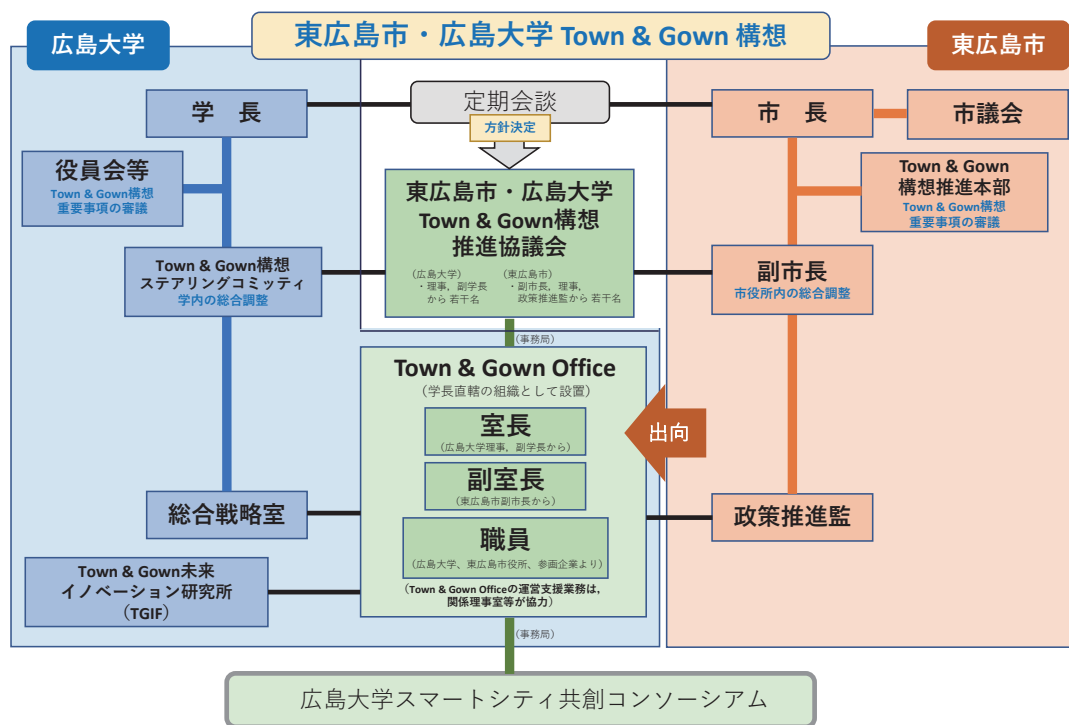 東広島市・広島大学 Town & Gown 構想
広島大学
東広島市
定期会談
方針決定
学　長
市　長
市議会
役員会等
Town & Gown構想
重要事項の審議
東広島市・広島大学
Town & Gown構想
推進協議会
(広島大学)
・理事，副学長
から 若干名
(東広島市)
・副市長，理事，
政策推進監から 若干名
Town & Gown
構想推進本部
Town & Gown構想
重要事項の審議
Town & Gown構想
ステアリングコミッティ
学内の総合調整
副市長
市役所内の総合調整
(事務局)
Town & Gown Office
(学長直轄の組織として設置)
室長
(広島大学理事，副学長から)
副室長
(東広島市副市長から)
職員
(広島大学、東広島市役所、参画企業より)
(Town & Gown Officeの運営支援業務は，
関係理事室等が協力)
出向
総合戦略室
政策推進監
Town & Gown未来
イノベーション研究所
（TGIF）
(事務局)
広島大学スマートシティ共創コンソーシアム